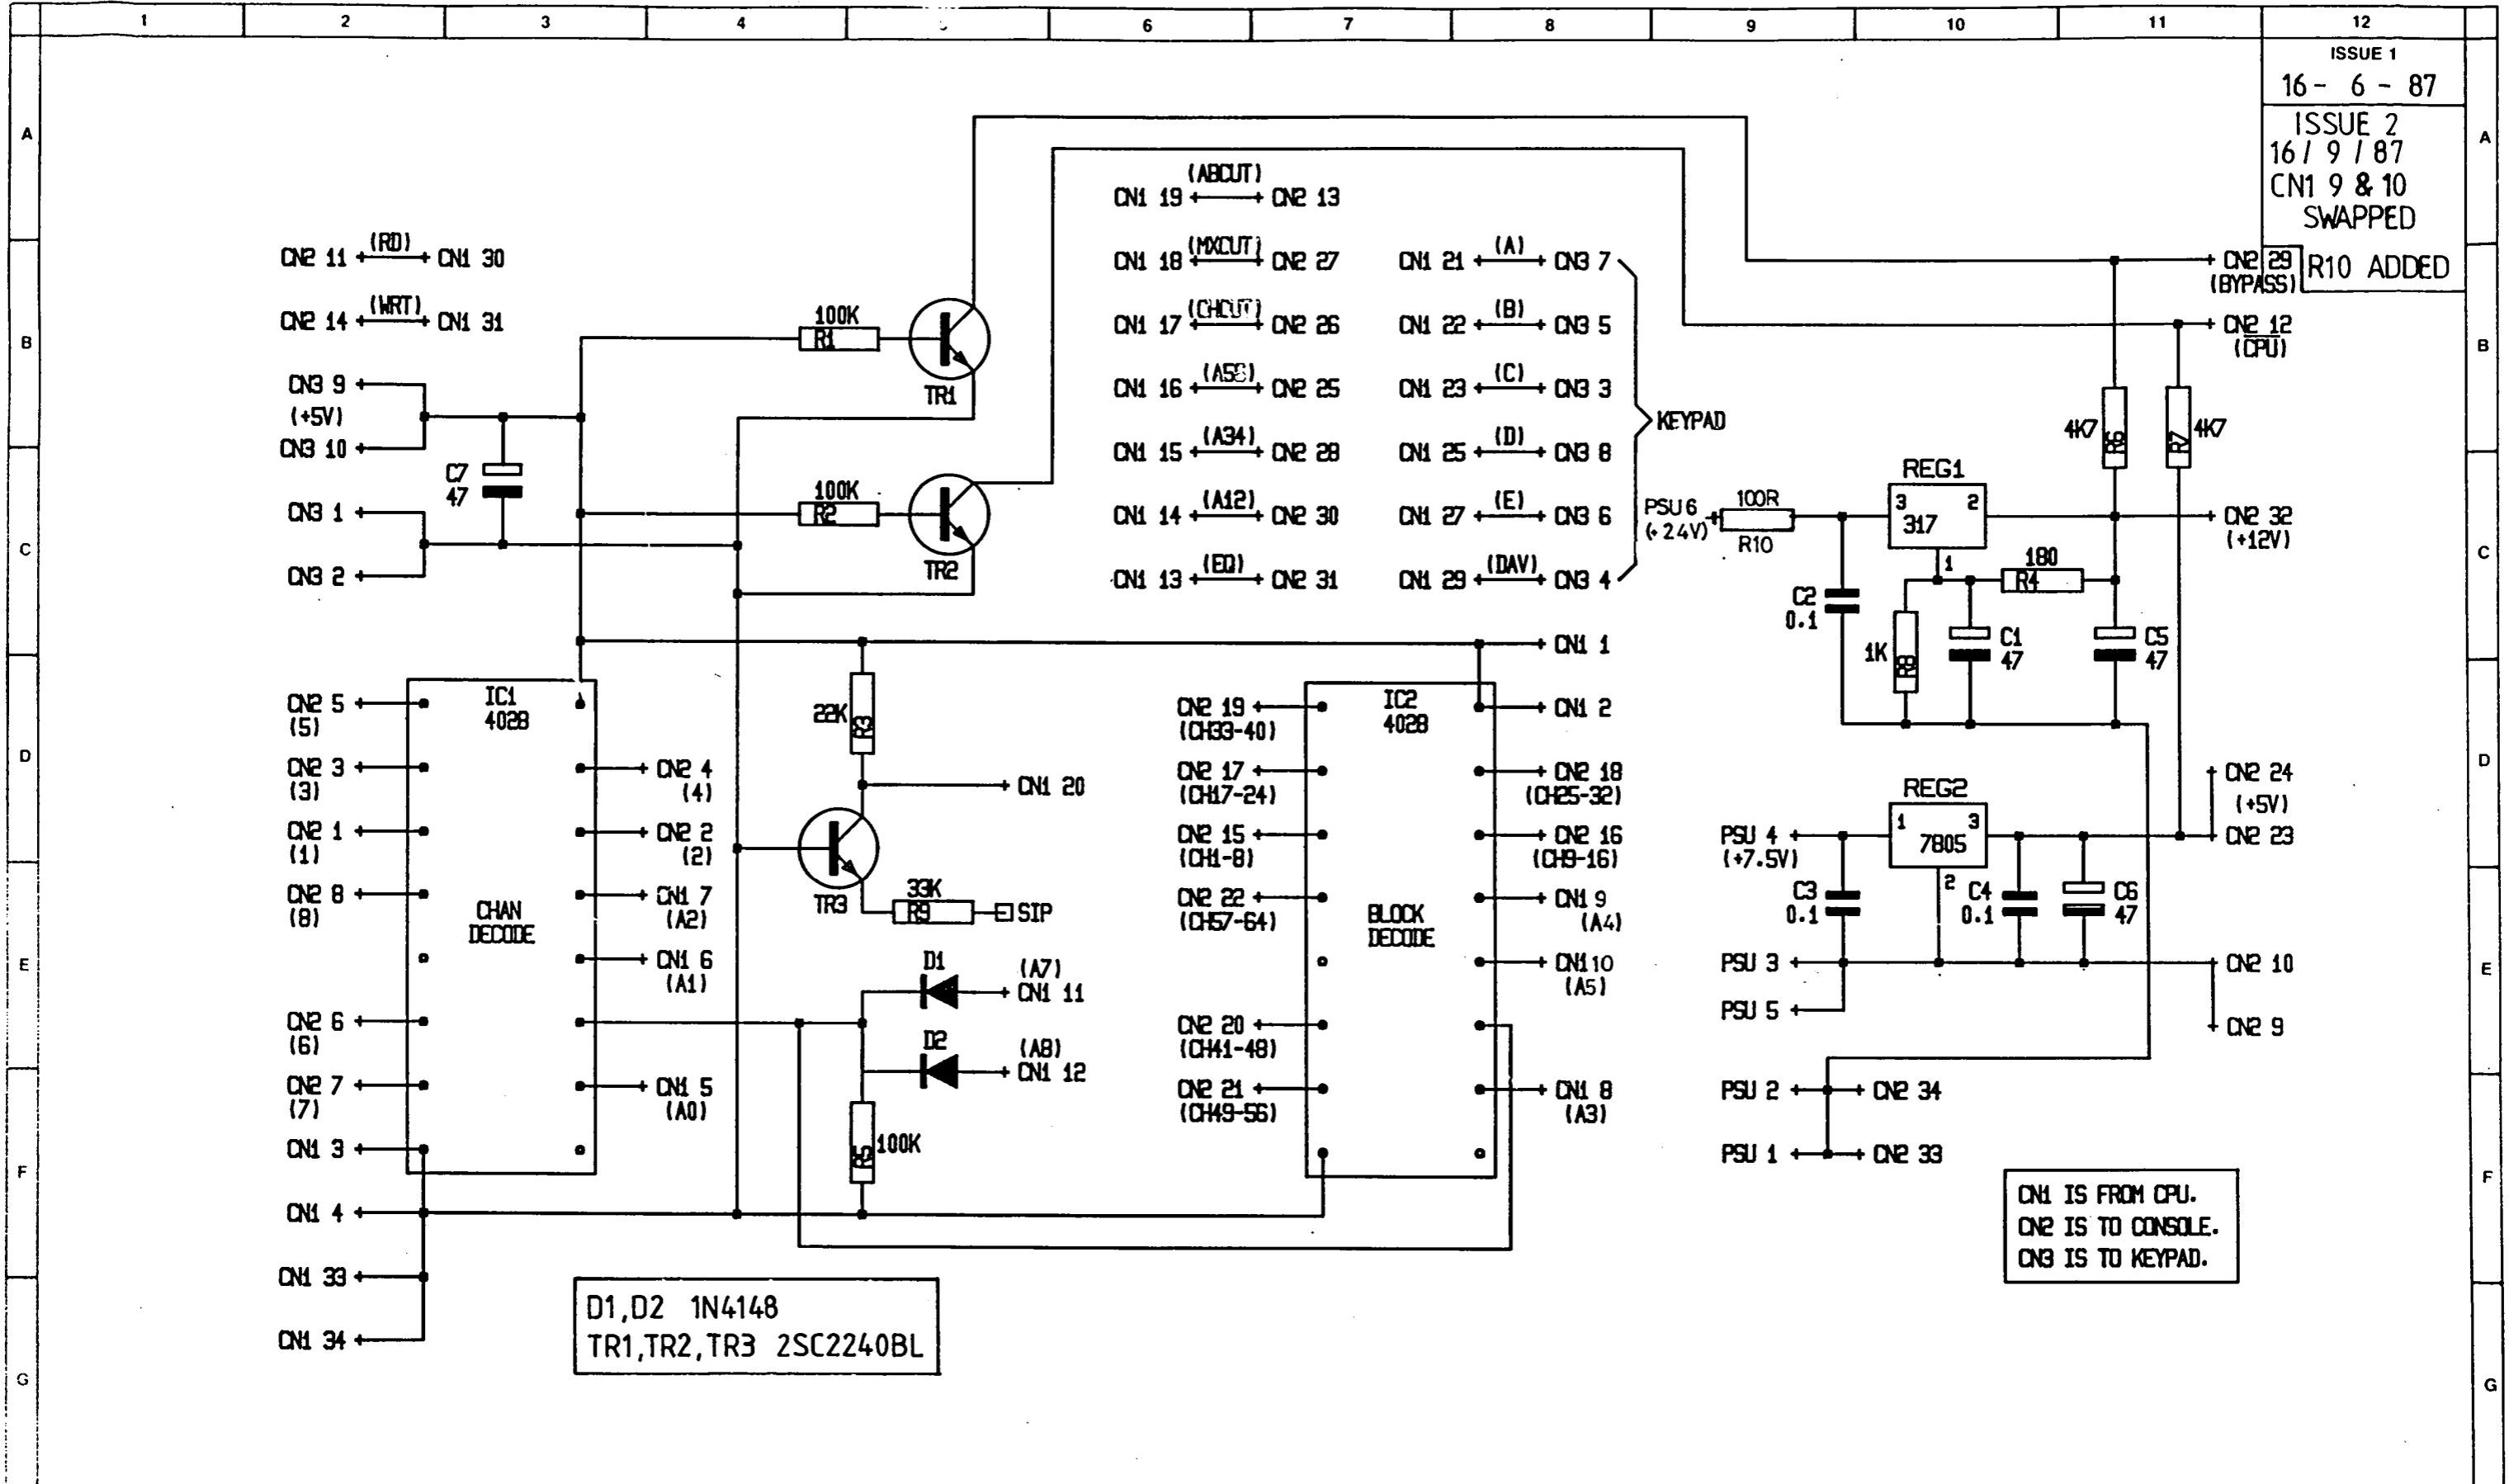 1 2 3 4 6 7 8 9 10 11 12
A
B
C
D
E
F
G
A
B
C
D
E
F
G
ISSUE 1
16 - 6 - 87
ISSUE 2
16 / 9 / 87
CN1 9 & 10
SWAPPED
R10 ADDED
CN2 11 (RD) CN1 30
CN2 14 (WRT) CN1 31
CN3 9
(+5V)
CN3 10
CN3 1
CN3 2
C7
47
100K
R1
TR1
100K
R2
TR2
CN1 19 (ABCUT) CN2 13
CN1 18 (MXCUT) CN2 27
CN1 17 (CHCUT) CN2 26
CN1 16 CN2 25
CN1 15 (A34) CN2 28
CN1 14 (A12) CN2 30
CN1 13 (EQ) CN2 31
CN1 21 (A) CN3 7
CN1 22 (B) CN3 5
CN1 23 (C) CN3 3
CN1 25 (D) CN3 8
CN1 27 (E) CN3 6
CN1 29 (DAV) CN3 4
KEYPAD
CN2 29
(BYPASS)
CN2 12
(CPU)
4K7
R6
R7
4K7
PSU 6
(+24V)
100R
R10
REG1
3 2
317
1
CN2 32
(+12V)
180
R4
C2
0.1
1K
R8
C1
47
C5
47
IC1
4028
CHAN
DECODE
CN2 5
(5)
CN2 3
(3)
CN2 1
(1)
CN2 8
(8)
CN2 6
(6)
CN2 7
(7)
CN1 3
CN1 4
CN1 33
CN1 34
CN2 4
(4)
CN2 2
(2)
CN1 7
(A2)
CN1 6
(A1)
CN1 5
(A0)
22K
R3
CN1 20
TR3
33K
R9
SIP
D1
(A7)
CN1 11
D2
(A8)
CN1 12
R5
100K
CN1 1
CN1 2
IC2
4028
BLOCK
DECODE
CN2 19
(CH33-40)
CN2 17
(CH17-24)
CN2 15
(CH1-8)
CN2 22
(CH57-64)
CN2 20
(CH41-48)
CN2 21
(CH49-56)
CN2 18
(CH25-32)
CN2 16
(CH9-16)
CN1 9
(A4)
CN1 10
(A5)
CN1 8
(A3)
REG2
1 3
7805
2
PSU 4
(+7.5V)
C3
0.1
C4
0.1
C6
47
CN2 24
(+5V)
CN2 23
PSU 3
PSU 5
CN2 10
CN2 9
PSU 2 CN2 34
PSU 1 CN2 33
CN1 IS FROM CPU.
CN2 IS TO CONSOLE.
CN3 IS TO KEYPAD.
D1,D2 1N4148
TR1,TR2,TR3 2SC2240BL